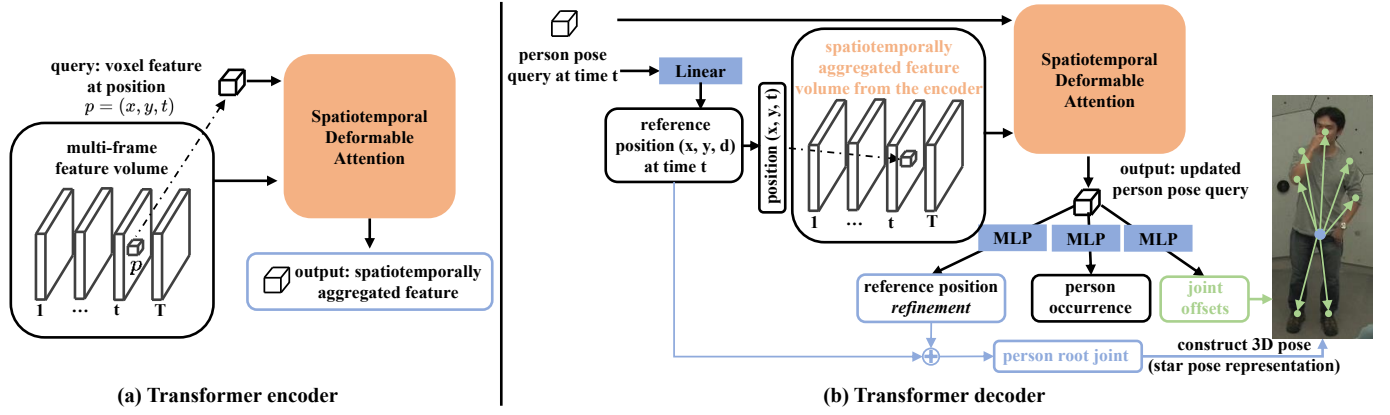 query: voxel feature
at position
p = (x, y, t)
multi-frame
feature volume
p
1 ... t T
Spatiotemporal
Deformable
Attention
output: spatiotemporally
aggregated feature
(a) Transformer encoder
person pose
query at time t
Linear
reference
position (x, y, d)
at time t
position (x, y, t)
spatiotemporally
aggregated feature
volume from the encoder
1 ... t T
Spatiotemporal
Deformable
Attention
output: updated
person pose query
MLP MLP MLP
reference position
refinement
person
occurrence
joint
offsets
person root joint
construct 3D pose
(star pose representation)
(b) Transformer decoder